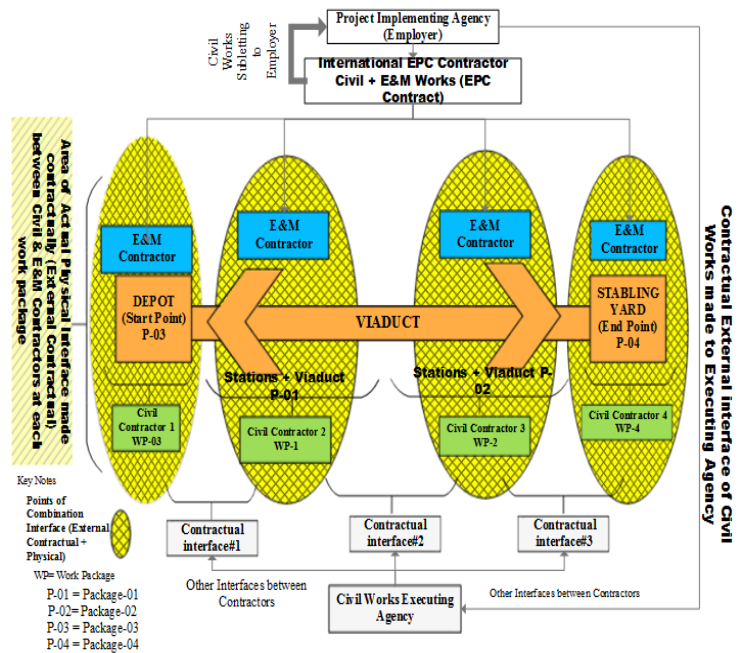 Project Implementing Agency
(Employer)
Civil
Works
Subletting
to
Employer
International EPC Contractor
Civil + E&M Works (EPC
Contract)
Area of Actual Physical Interface made
contractually (External Contractual)
between Civil & E&M Contractors at each
work package
Contractual External interface of Civil
Works made to Executing Agency
E&M
Contractor
E&M
Contractor
E&M
Contractor
E&M
Contractor
DEPOT
(Start Point)
P-03
VIADUCT
STABLING
YARD
(End Point)
P-04
Stations + Viaduct
P-01
Stations + Viaduct P-
02
Civil
Contractor 1
WP-03
Civil Contractor 2
WP-1
Civil Contractor 3
WP-2
Civil Contractor 4
WP-4
Key Notes
Points of
Combination
Interface (External
Contractual +
Physical)
WP= Work Package
P-01 = Package-01
P-02= Package-02
P-03 = Package-03
P-04 = Package-04
Contractual
interface#1
Contractual
interface#2
Contractual
interface#3
Other Interfaces between
Contractors
Other Interfaces between Contractors
Civil Works Executing
Agency